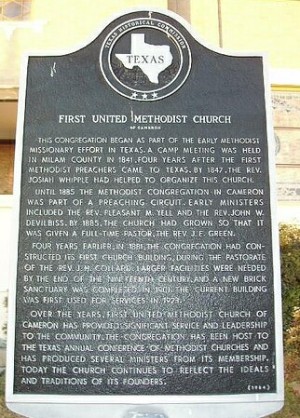 TEXAS HISTORICAL COMMISSION
TEXAS
FIRST UNITED METHODIST CHURCH
OF CAMERON
THIS CONGREGATION BEGAN AS PART OF THE EARLY METHODIST
MISSIONARY EFFORT IN TEXAS. A CAMP MEETING WAS HELD
IN MILAM COUNTY IN 1841, FOUR YEARS AFTER THE FIRST
METHODIST PREACHERS CAME TO TEXAS. BY 1847, THE REV.
JOSIAH WHIPPLE HAD HELPED TO ORGANIZE THIS CHURCH.
UNTIL 1885 THE METHODIST CONGREGATION IN CAMERON
WAS PART OF A PREACHING CIRCUIT. EARLY MINISTERS
INCLUDED THE REV. PLEASANT M. YELL AND THE REV. JOHN W.
DEVILBISS. BY 1885, THE CHURCH HAD GROWN SO THAT IT
WAS GIVEN A FULL-TIME PASTOR, THE REV. J. F. GREEN.
FOUR YEARS EARLIER, IN 1881, THE CONGREGATION HAD CON-
STRUCTED ITS FIRST CHURCH BUILDING, DURING THE PASTORATE
OF THE REV. J. H. COLLARD. LARGER FACILITIES WERE NEEDED
BY THE END OF THE NINETEENTH CENTURY, AND A NEW BRICK
SANCTUARY WAS COMPLETED IN 1901. THE CURRENT BUILDING
WAS FIRST USED FOR SERVICES IN
OVER THE YEARS, FIRST UNITED METHODIST CHURCH OF
CAMERON HAS PROVIDED SIGNIFICANT SERVICE AND LEADERSHIP
TO THE COMMUNITY. THE CONGREGATION HAS BEEN HOST TO
THE TEXAS ANNUAL CONFERENCE OF METHODIST CHURCHES AND
HAS PRODUCED SEVERAL MINISTERS FROM ITS MEMBERSHIP.
TODAY THE CHURCH CONTINUES TO REFLECT THE IDEALS
AND TRADITIONS OF ITS FOUNDERS.
(1984)